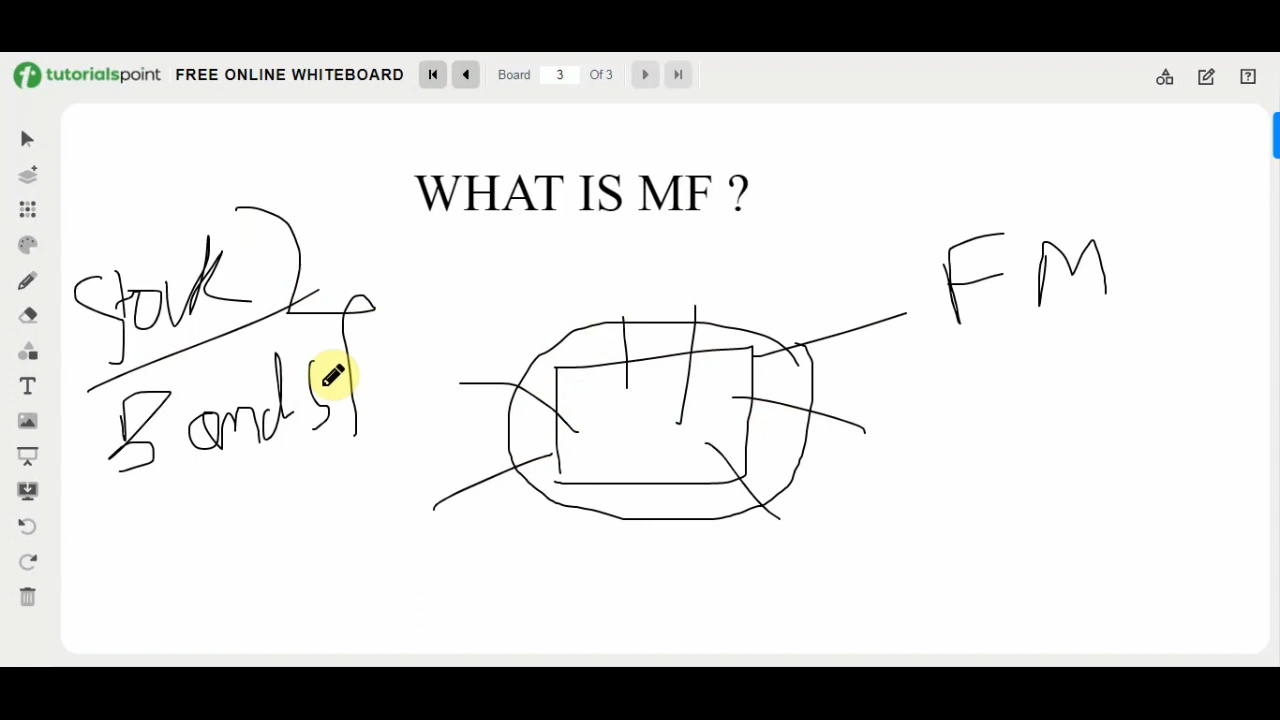 tutorialspoint FREE ONLINE WHITEBOARD Board 3 Of 3
WHAT IS MF ?
Stock
FM
Bonds